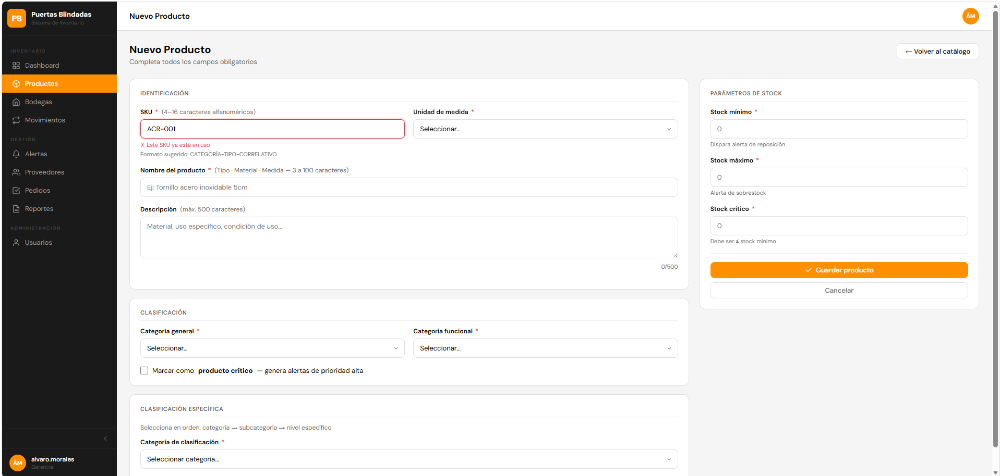 PB
Puertas Blindadas
Sistema de Inventario
INVENTARIO
Dashboard
Productos
Bodegas
Movimientos
GESTIÓN
Alertas
Proveedores
Pedidos
Reportes
ADMINISTRACIÓN
Usuarios
ÁM
alvaro.morales
Gerencia
Nuevo Producto
ÁM
Nuevo Producto
Completa todos los campos obligatorios
← Volver al catálogo
IDENTIFICACIÓN
SKU * (4–16 caracteres alfanuméricos)
ACR-001
✗ Este SKU ya está en uso
Formato sugerido: CATEGORÍA-TIPO-CORRELATIVO
Unidad de medida *
Seleccionar...
Nombre del producto * (Tipo · Material · Medida — 3 a 100 caracteres)
Ej: Tornillo acero inoxidable 5cm
Descripción (máx. 500 caracteres)
Material, uso específico, condición de uso...
0/500
CLASIFICACIÓN
Categoría general *
Seleccionar...
Categoría funcional *
Seleccionar...
Marcar como producto crítico — genera alertas de prioridad alta
CLASIFICACIÓN ESPECÍFICA
Selecciona en orden: categoría → subcategoría → nivel específico
Categoría de clasificación *
Seleccionar categoría...
PARÁMETROS DE STOCK
Stock mínimo *
0
Dispara alerta de reposición
Stock máximo *
0
Alerta de sobrestock
Stock crítico *
0
Debe ser ≤ stock mínimo
✓ Guardar producto
Cancelar